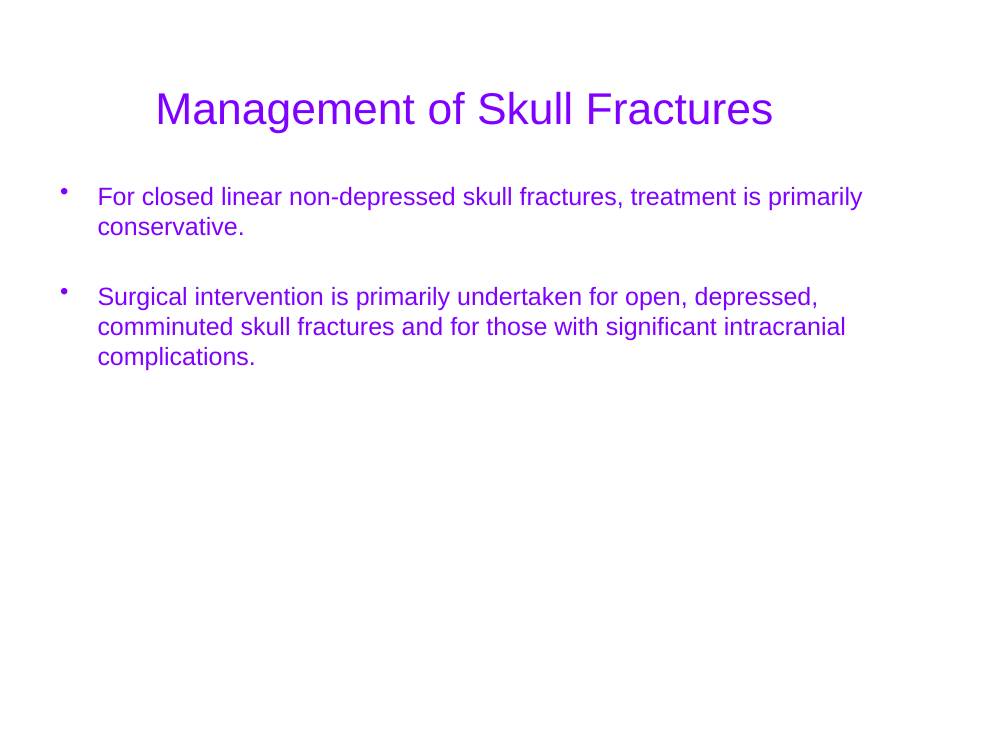 Management of Skull Fractures
• For closed linear non-depressed skull fractures, treatment is primarily
conservative.
• Surgical intervention is primarily undertaken for open, depressed,
comminuted skull fractures and for those with significant intracranial
complications.